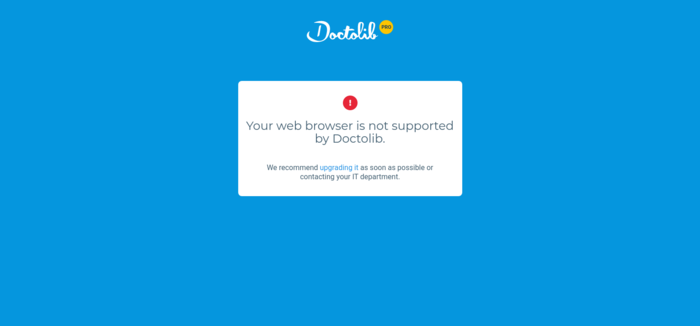 Doctolib PRO
Your web browser is not supported
by Doctolib.
We recommend upgrading it as soon as possible or
contacting your IT department.